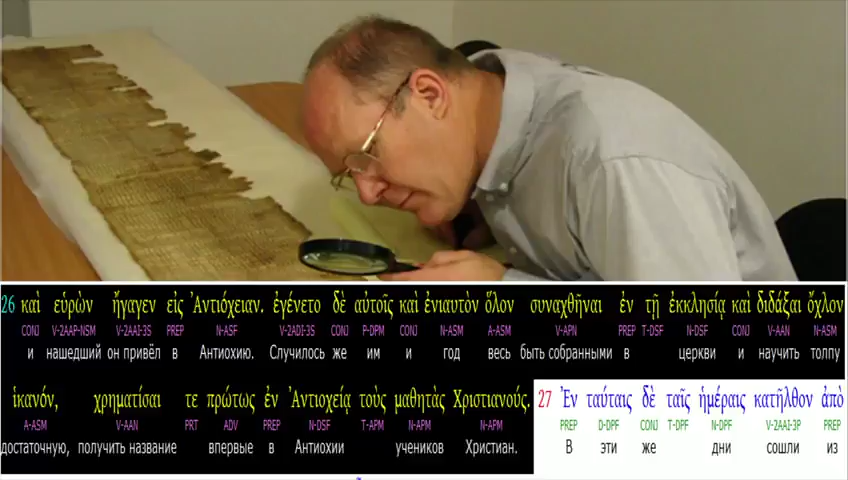 26 καὶ εὑρὼν ἤγαγεν εἰς Ἀντιόχειαν. ἐγένετο δὲ αὐτοῖς καὶ ἐνιαυτὸν ὅλον συναχθῆναι ἐν τῇ ἐκκλησίᾳ καὶ διδάξαι ὄχλον
CONJ V-2AAP-NSM V-2AAI-3S PREP N-ASF V-2ADI-3S CONJ P-DPM CONJ N-ASM A-ASM V-APN PREP T-DSF N-DSF CONJ V-AAN N-ASM
и нашедший он привёл в Антиохию. Случилось же им и год весь быть собранными в церкви и научить толпу
ἱκανόν, χρηματίσαι τε πρώτως ἐν Ἀντιοχείᾳ τοὺς μαθητὰς Χριστιανούς. 27 Ἐν ταύταις δὲ ταῖς ἡμέραις κατῆλθον ἀπὸ
A-ASM V-AAN PRT ADV PREP N-DSF T-APM N-APM N-APM PREP D-DPF CONJ T-DPF N-DPF V-2AAI-3P PREP
достаточную, получить название впервые в Антиохии учеников Христиан. В эти же дни сошли из